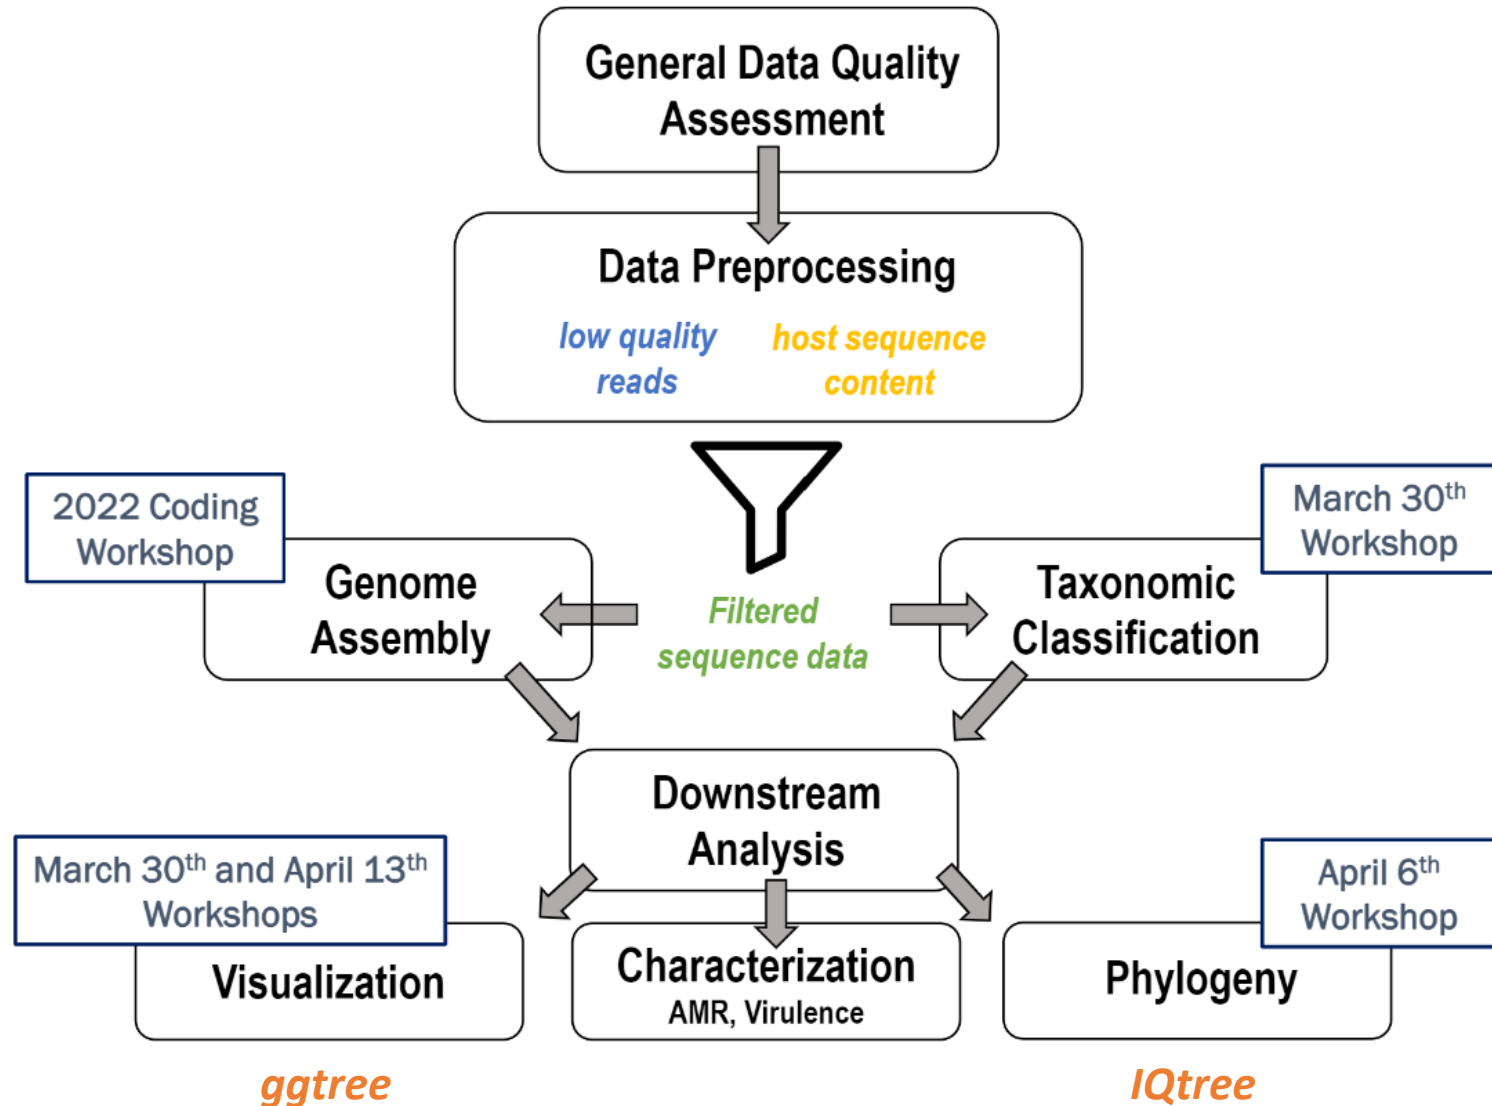 General Data Quality
Assessment
Data Preprocessing
low quality
reads
host sequence
content
2022 Coding
Workshop
March 30th
Workshop
Genome
Assembly
Filtered
sequence data
Taxonomic
Classification
Downstream
Analysis
March 30th and April 13th
Workshops
April 6th
Workshop
Visualization
Characterization
AMR, Virulence
Phylogeny
ggtree
IQtree